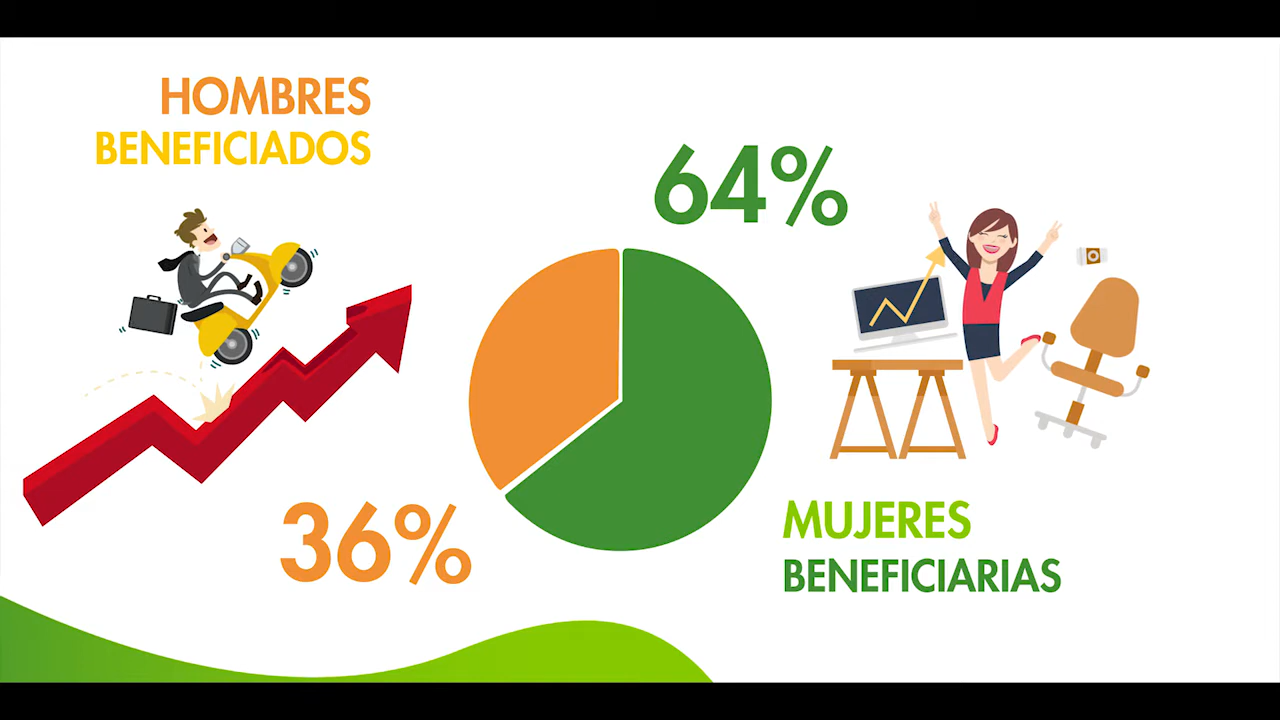 HOMBRES
BENEFICIADOS
64%
36%
MUJERES
BENEFICIARIAS